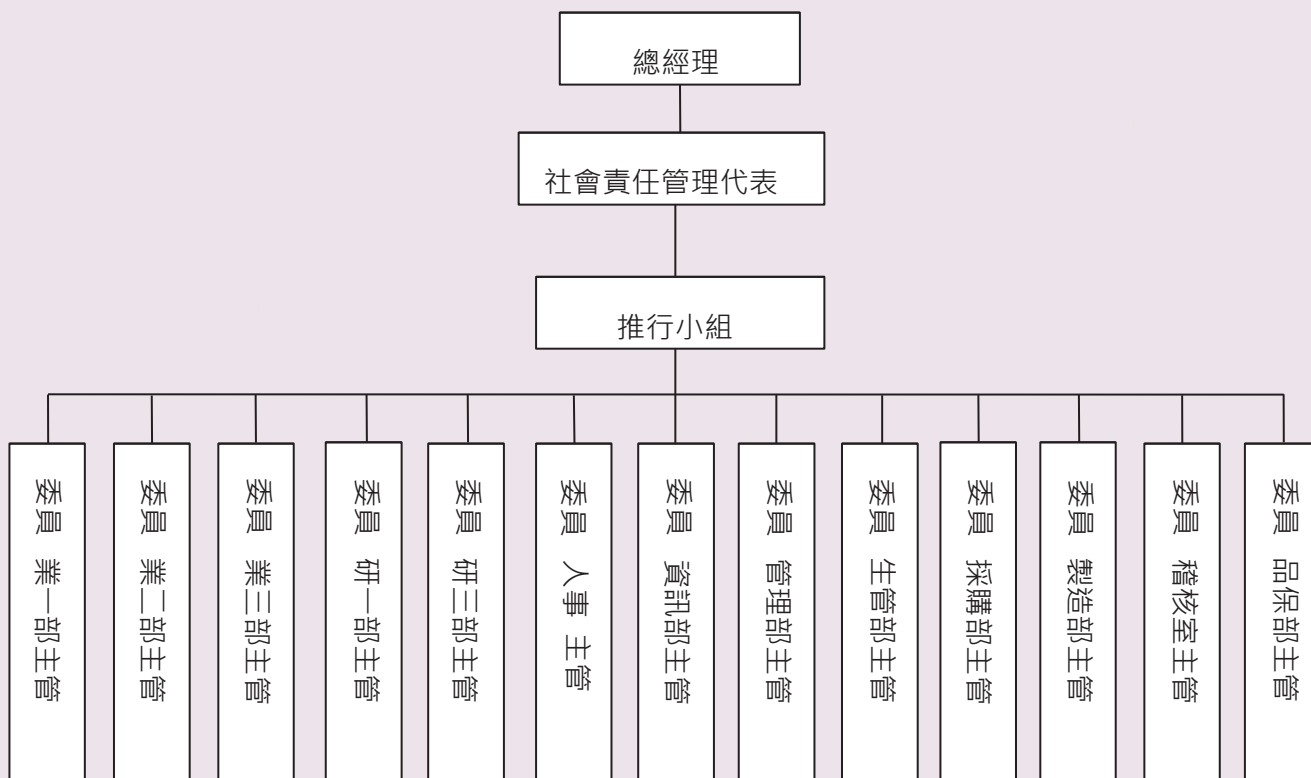 總經理
社會責任管理代表
推行小組
委員 業一部主管
委員 業二部主管
委員 業三部主管
委員 研一部主管
委員 研三部主管
委員 人事 主管
委員 資訊部主管
委員 管理部主管
委員 生管部主管
委員 採購部主管
委員 製造部主管
委員 稽核室主管
委員 品保部主管